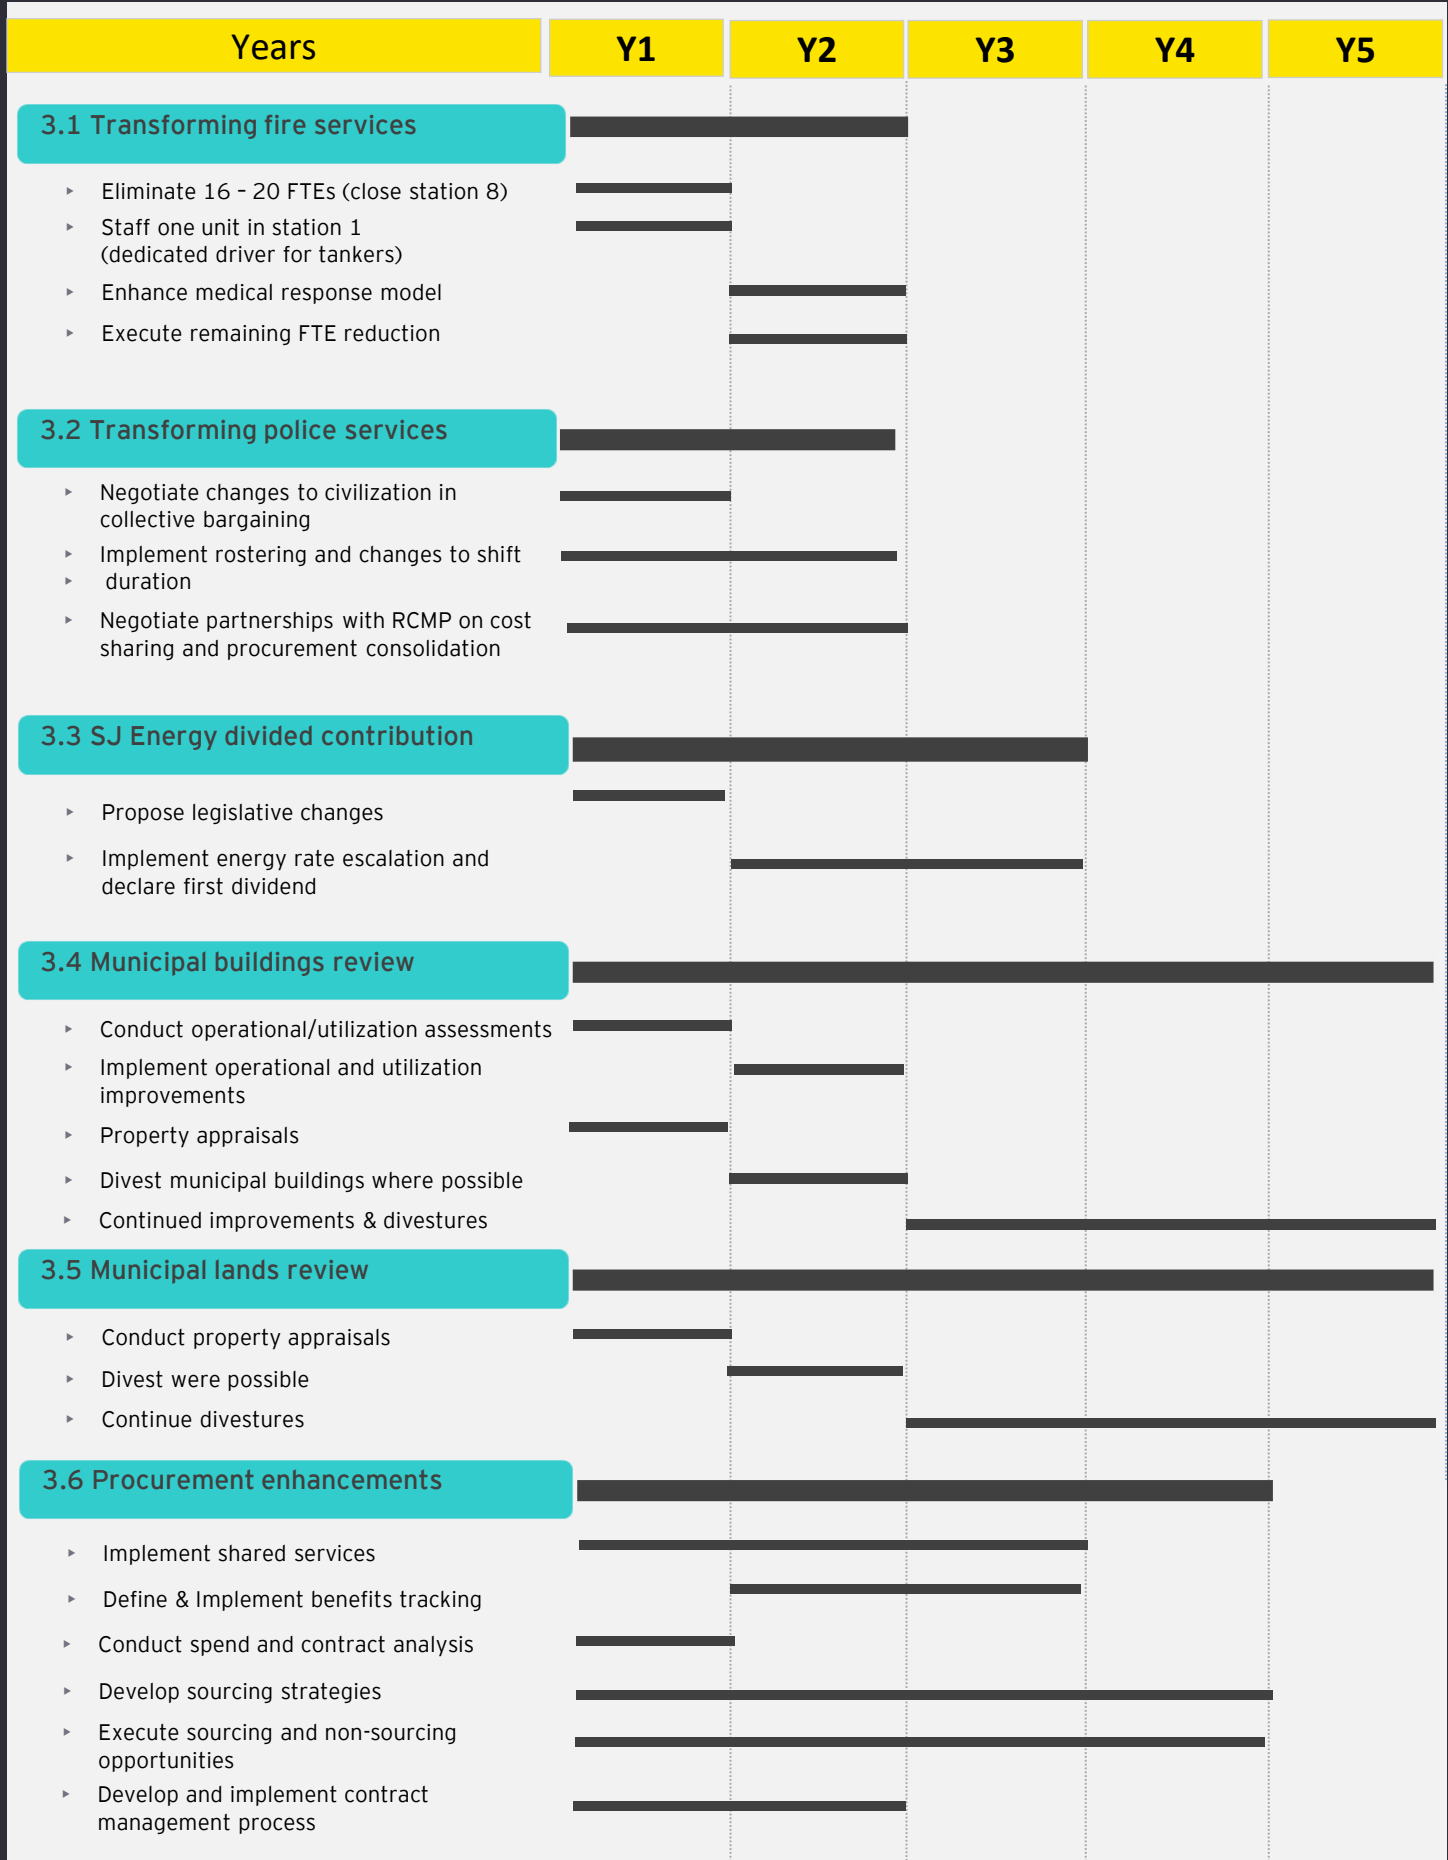 Years Y1 Y2 Y3 Y4 Y5
3.1 Transforming fire services
Eliminate 16 – 20 FTEs (close station 8)
Staff one unit in station 1
(dedicated driver for tankers)
Enhance medical response model
Execute remaining FTE reduction
3.2 Transforming police services
Negotiate changes to civilization in
collective bargaining
Implement rostering and changes to shift
duration
Negotiate partnerships with RCMP on cost
sharing and procurement consolidation
3.3 SJ Energy divided contribution
Propose legislative changes
Implement energy rate escalation and
declare first dividend
3.4 Municipal buildings review
Conduct operational/utilization assessments
Implement operational and utilization
improvements
Property appraisals
Divest municipal buildings where possible
Continued improvements & divestures
3.5 Municipal lands review
Conduct property appraisals
Divest were possible
Continue divestures
3.6 Procurement enhancements
Implement shared services
Define & Implement benefits tracking
Conduct spend and contract analysis
Develop sourcing strategies
Execute sourcing and non-sourcing
opportunities
Develop and implement contract
management process